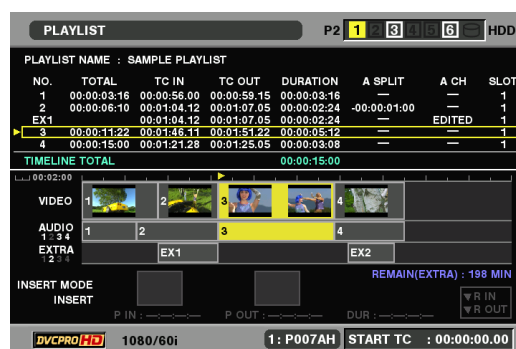 PLAYLIST P2 1 2 3 4 5 6 HDD
PLAYLIST NAME : SAMPLE PLAYLIST
NO. TOTAL TC IN TC OUT DURATION A SPLIT A CH SLOT
1 00:00:03:16 00:00:56.00 00:00:59.15 00:00:03:16 — — 1
2 00:00:06:10 00:01:04.12 00:01:07.05 00:00:02:24 -00:00:01:00 — 1
EX1 00:01:04.12 00:01:07.05 00:00:02:24 EDITED 1
3 00:00:11:22 00:01:46.11 00:01:51.22 00:00:05:12 — — 1
4 00:00:15:00 00:01:21.28 00:01:25.05 00:00:03:08 — — 1
TIMELINE TOTAL 00:00:15:00
00:02:00
VIDEO 1 2 3 4
AUDIO 1 2 3 4
1 2 3 4
EXTRA EX1 EX2
1 2 3 4
REMAIN(EXTRA) : 198 MIN
INSERT MODE
INSERT
▼R IN
▼R OUT
P IN : --:--:--.-- P OUT : --:--:--.-- DUR : --:--:--.--
DVCPRO HD 1080/60i 1 : P007AH START TC : 00:00:00.00